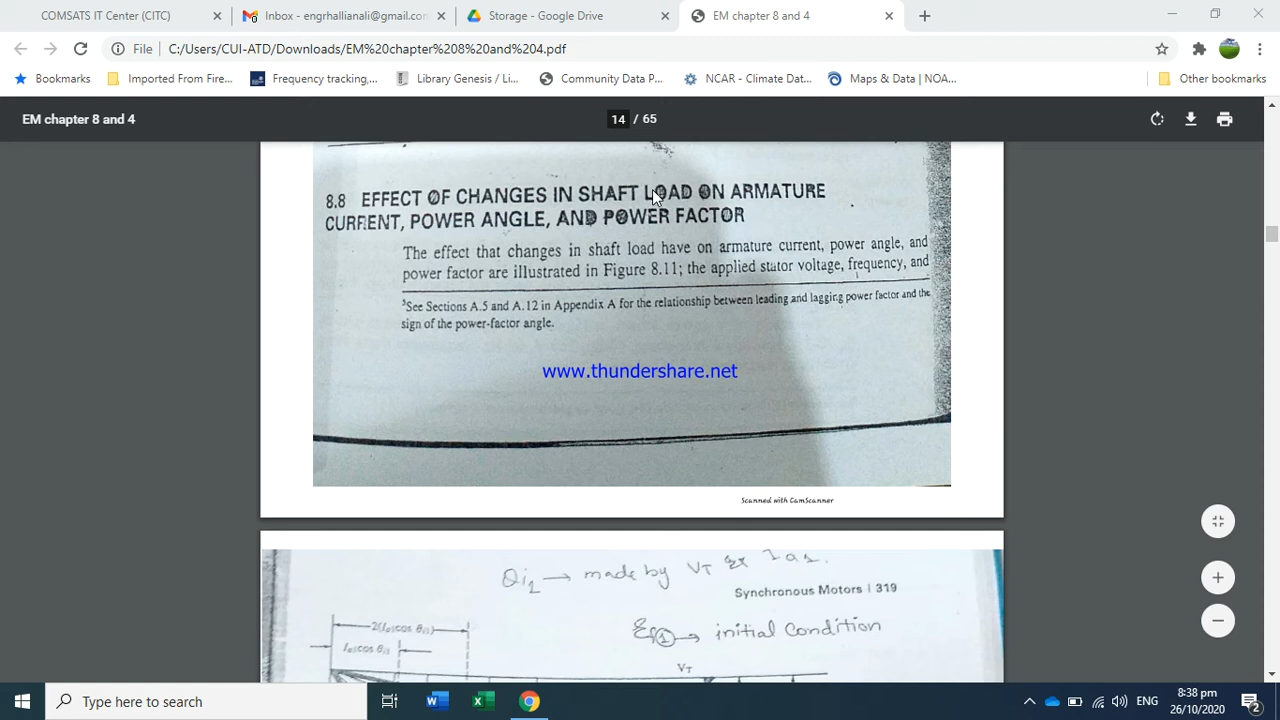 COMSATS IT Center (CITC)
Inbox - engrhallianali@gmail.con
Storage - Google Drive
EM chapter 8 and 4
File
C:/Users/CUI-ATD/Downloads/EM%20chapter%208%20and%204.pdf
Bookmarks
Imported From Fire...
Frequency tracking,...
Library Genesis / Li...
Community Data P...
NCAR - Climate Dat...
Maps & Data | NOA...
Other bookmarks
EM chapter 8 and 4
14 / 65
8.8 EFFECT OF CHANGES IN SHAFT LOAD ON ARMATURE
CURRENT, POWER ANGLE, AND POWER FACTOR
The effect that changes in shaft load have on armature current, power angle, and
power factor are illustrated in Figure 8.11; the applied stator voltage, frequency, and
See Sections A.5 and A.12 in Appendix A for the relationship between leading and lagging power factor and the
sign of the power-factor angle.
www.thundershare.net
Scanned with CamScanner
made by VT
Synchronous Motors | 319
initial Condition
VT
Type here to search
ENG
8:38 pm
26/10/2020
2